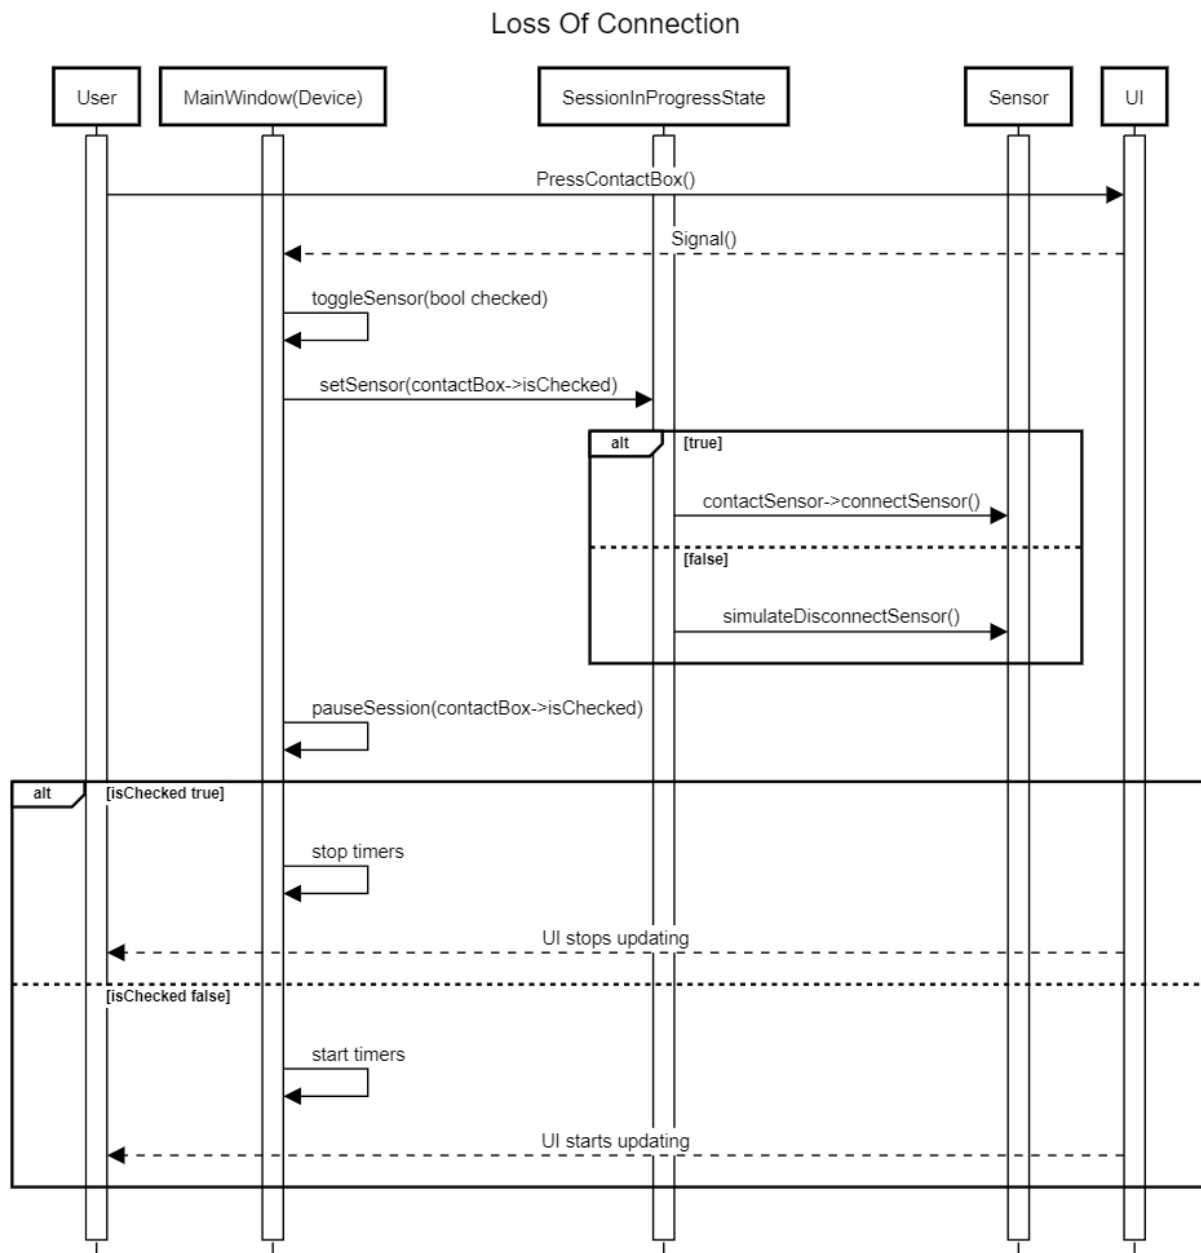 Loss Of Connection
User
MainWindow(Device)
SessionInProgressState
Sensor
UI
PressContactBox()
Signal()
toggleSensor(bool checked)
setSensor(contactBox->isChecked)
alt
[true]
contactSensor->connectSensor()
[false]
simulateDisconnectSensor()
pauseSession(contactBox->isChecked)
alt
[isChecked true]
stop timers
UI stops updating
[isChecked false]
start timers
UI starts updating